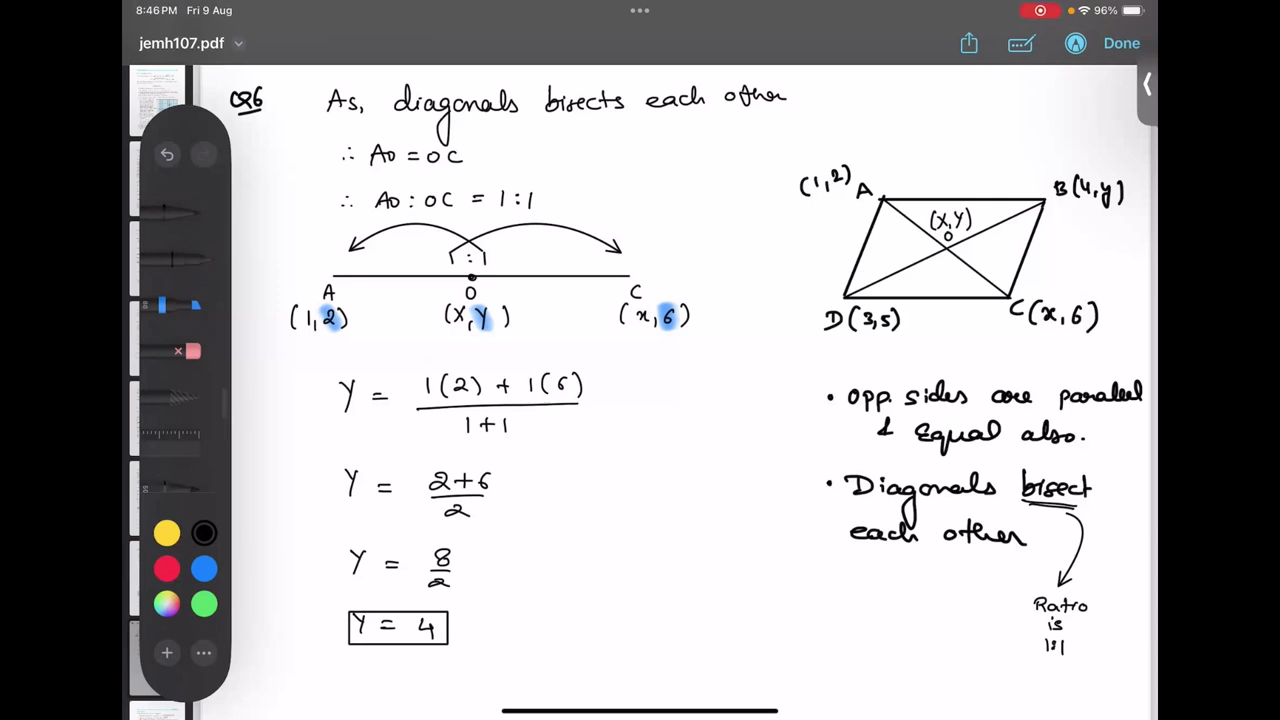 8:46 PM Fri 9 Aug
96%
jemh107.pdf
Done
Q6 As, diagonals bisects each other
∴ AO = OC
∴ AO : OC = 1 : 1
1 : 1
A O C
(1, 2) (X, Y) (x, 6)
Y = 1(2) + 1(6)
1 + 1
Y = 2 + 6
2
Y = 8
2
Y = 4
(1, 2) A B (4, y)
(X, Y)
O
D (3, 5) C (x, 6)
• Opp. sides are parallel
& Equal also.
• Diagonals bisect
each other
Ratio
is
1:1